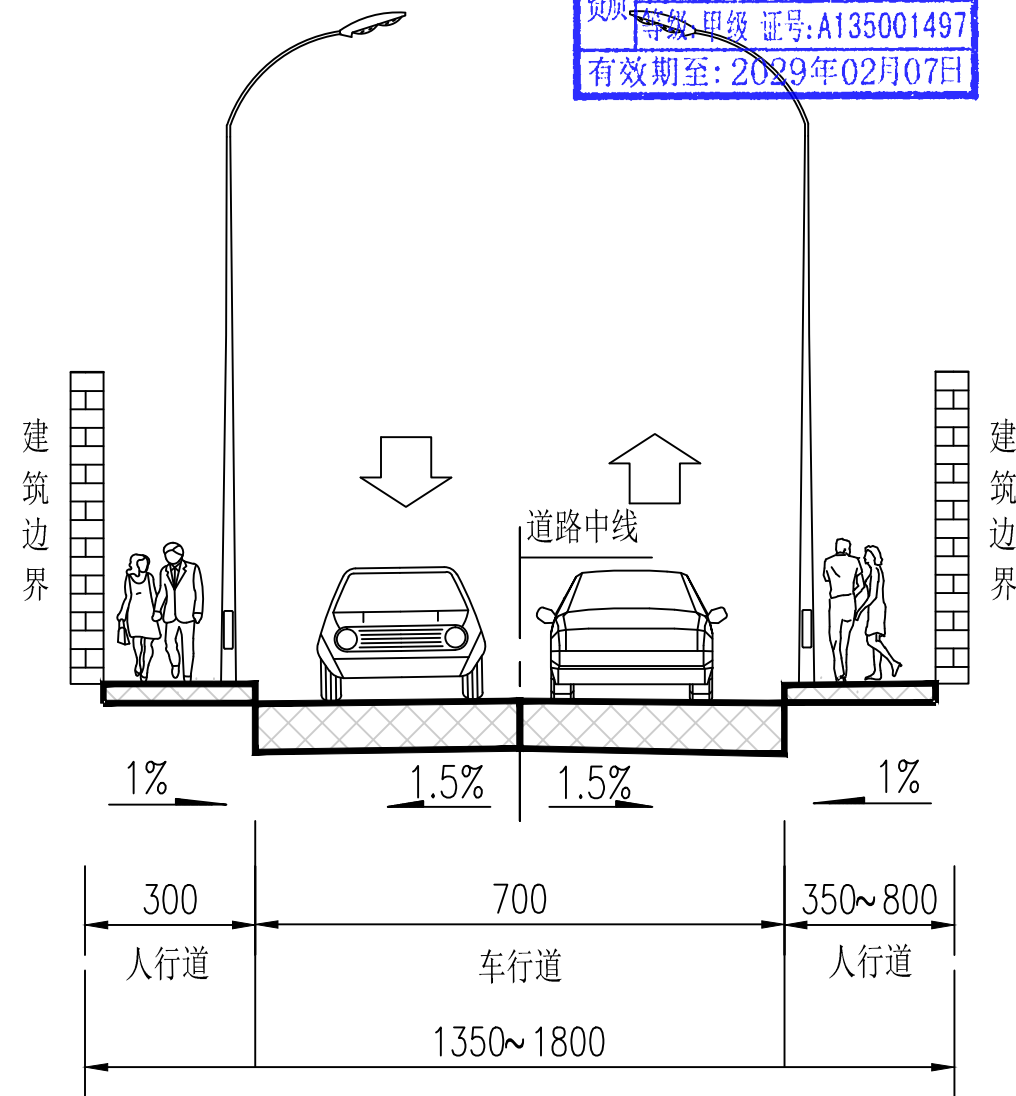 资质
等级:甲级 证号:A135001497
有效期至:2029年02月07日
建筑边界
建筑边界
道路中线
1%
1.5%
1.5%
1%
300
700
350~800
人行道
车行道
人行道
1350~1800